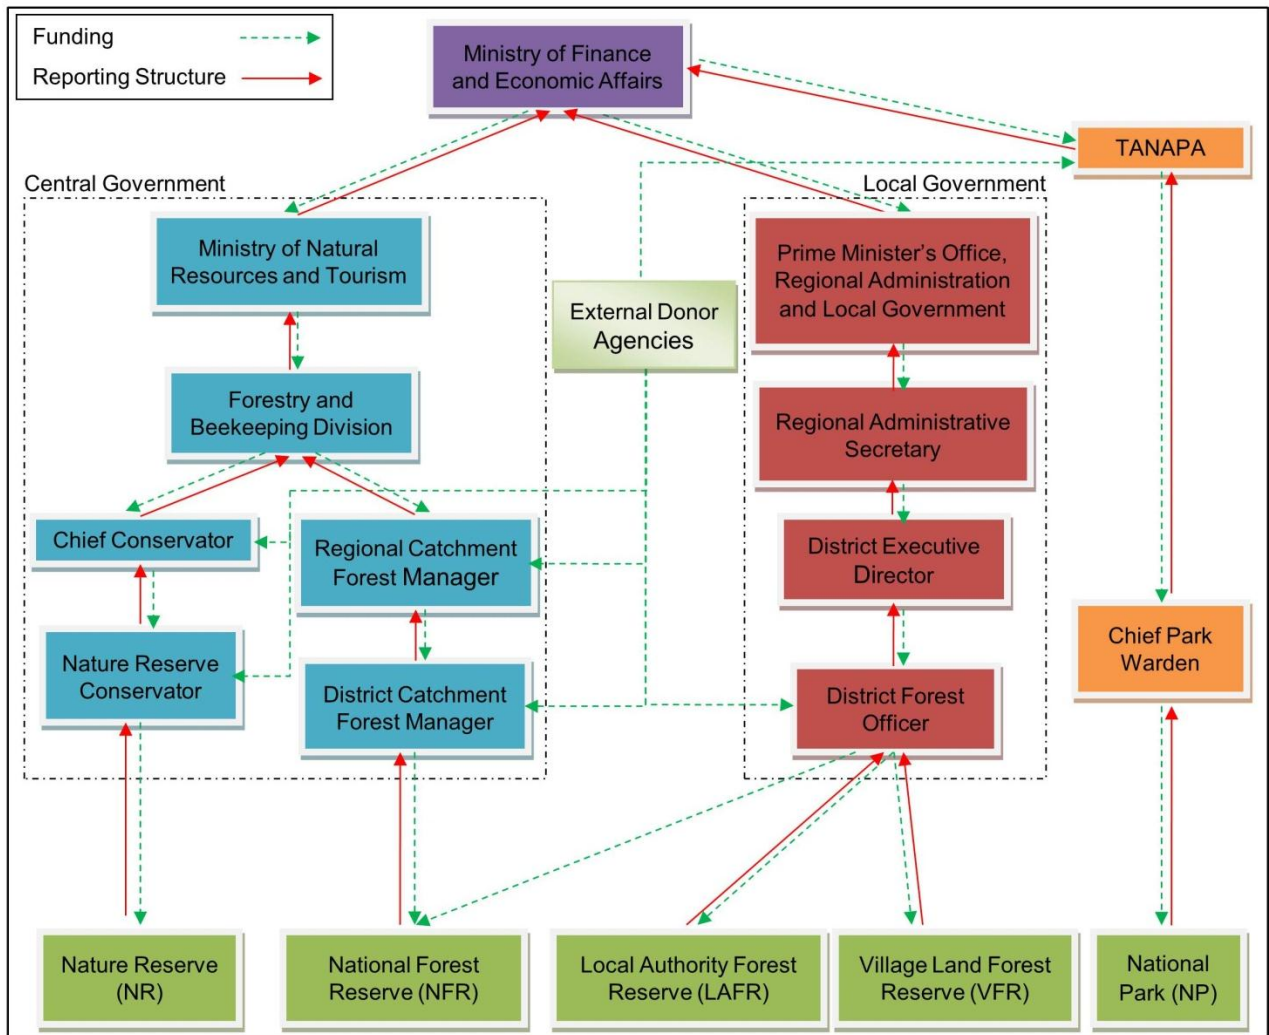 Funding
Reporting Structure
Ministry of Finance
and Economic Affairs
TANAPA
Central Government
Local Government
Ministry of Natural
Resources and Tourism
External Donor
Agencies
Prime Minister’s Office,
Regional Administration
and Local Government
Forestry and
Beekeeping Division
Regional Administrative
Secretary
Chief Conservator
Regional Catchment
Forest Manager
District Executive
Director
Nature Reserve
Conservator
District Catchment
Forest Manager
District Forest
Officer
Chief Park
Warden
Nature Reserve
(NR)
National Forest
Reserve (NFR)
Local Authority Forest
Reserve (LAFR)
Village Land Forest
Reserve (VFR)
National
Park (NP)